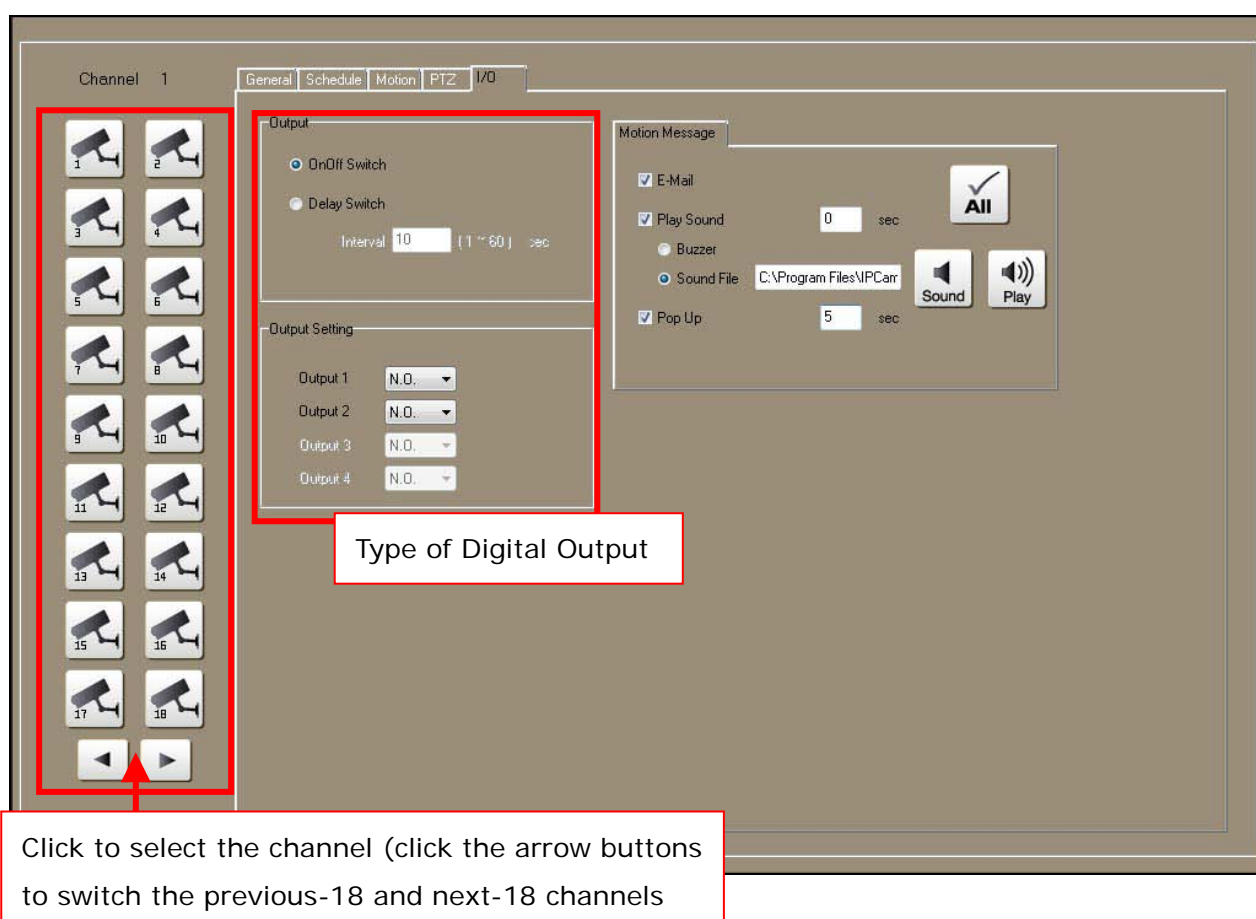 Channel 1
General Schedule Motion PTZ I/O
1 2
3 4
5 6
7 8
9 10
11 12
13 14
15 16
17 18
Output
OnOff Switch
Delay Switch
Interval 10 ( 1 ~ 60 ) sec
Output Setting
Output 1 N.O.
Output 2 N.O.
Output 3 N.O.
Output 4 N.O.
Type of Digital Output
Motion Message
E-Mail
All
Play Sound 0 sec
Buzzer
Sound File C:\Program Files\IPCam
Sound Play
Pop Up 5 sec
Click to select the channel (click the arrow buttons
to switch the previous-18 and next-18 channels